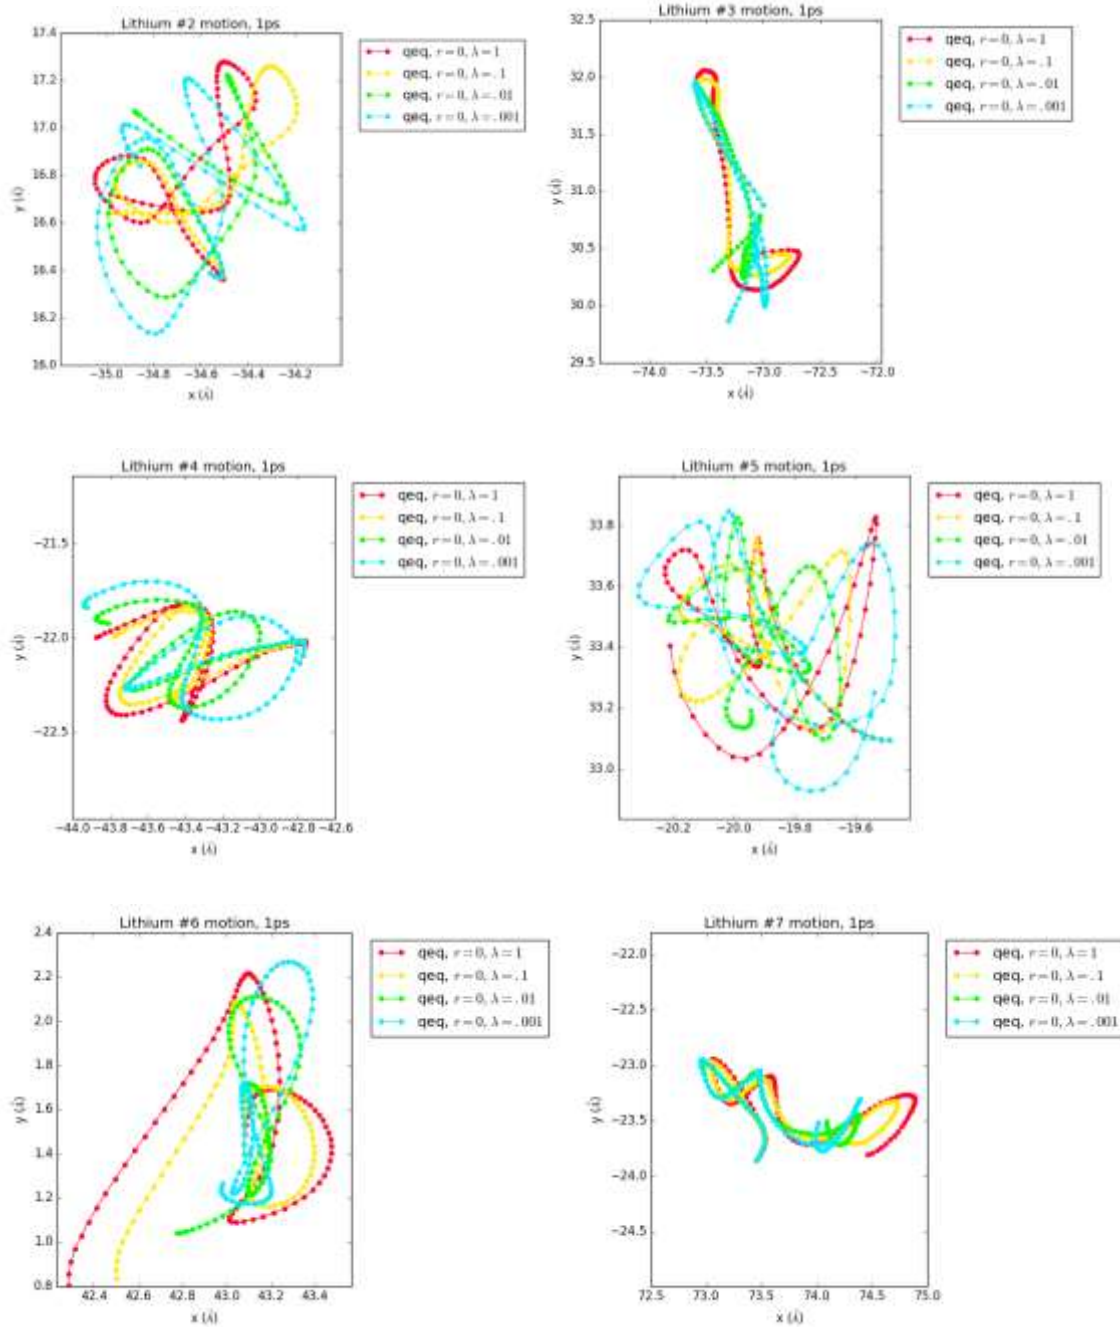 Lithium #2 motion, 1ps
17.4
17.2
17.0
16.8
16.6
16.4
16.2
16.0
y (Å)
−35.0 −34.8 −34.6 −34.4 −34.2
x (Å)
qeq, r = 0, λ = 1
qeq, r = 0, λ = .1
qeq, r = 0, λ = .01
qeq, r = 0, λ = .001
Lithium #3 motion, 1ps
32.5
32.0
31.5
31.0
30.5
30.0
29.5
y (Å)
−74.0 −73.5 −73.0 −72.5 −72.0
x (Å)
qeq, r = 0, λ = 1
qeq, r = 0, λ = .1
qeq, r = 0, λ = .01
qeq, r = 0, λ = .001
Lithium #4 motion, 1ps
−21.5
−22.0
−22.5
y (Å)
−44.0 −43.8 −43.6 −43.4 −43.2 −43.0 −42.8 −42.6
x (Å)
qeq, r = 0, λ = 1
qeq, r = 0, λ = .1
qeq, r = 0, λ = .01
qeq, r = 0, λ = .001
Lithium #5 motion, 1ps
33.8
33.6
33.4
33.2
33.0
y (Å)
−20.2 −20.0 −19.8 −19.6
x (Å)
qeq, r = 0, λ = 1
qeq, r = 0, λ = .1
qeq, r = 0, λ = .01
qeq, r = 0, λ = .001
Lithium #6 motion, 1ps
2.4
2.2
2.0
1.8
1.6
1.4
1.2
1.0
0.8
y (Å)
42.4 42.6 42.8 43.0 43.2 43.4
x (Å)
qeq, r = 0, λ = 1
qeq, r = 0, λ = .1
qeq, r = 0, λ = .01
qeq, r = 0, λ = .001
Lithium #7 motion, 1ps
−22.0
−22.5
−23.0
−23.5
−24.0
−24.5
y (Å)
72.5 73.0 73.5 74.0 74.5 75.0
x (Å)
qeq, r = 0, λ = 1
qeq, r = 0, λ = .1
qeq, r = 0, λ = .01
qeq, r = 0, λ = .001